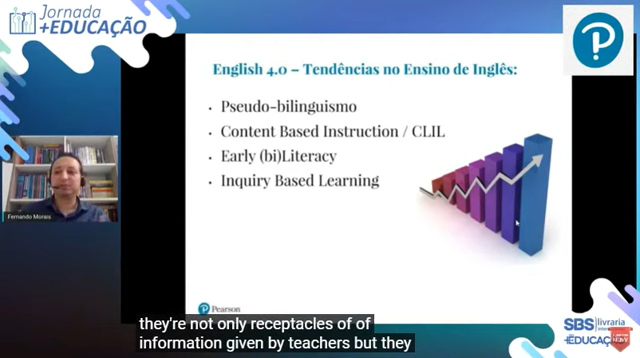 Jornada
+EDUCAÇÃO
English 4.0 – Tendências no Ensino de Inglês:
Pseudo-bilinguismo
Content Based Instruction / CLIL
Early (bi)Literacy
Inquiry Based Learning
Fernando Morais
Pearson
they're not only receptacles of of
information given by teachers but they
SBS livraria
+EDUCAÇÃO